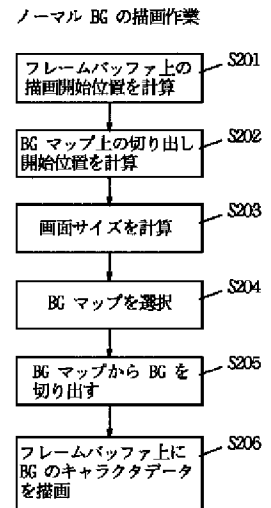 ノーマル BG の描画作業
フレームバッファ上の
描画開始位置を計算
S201
BG マップ上の切り出し
開始位置を計算
S202
画面サイズを計算
S203
BG マップを選択
S204
BG マップから BG を
切り出す
S205
フレームバッファ上に
BG のキャラクタデータ
を描画
S206